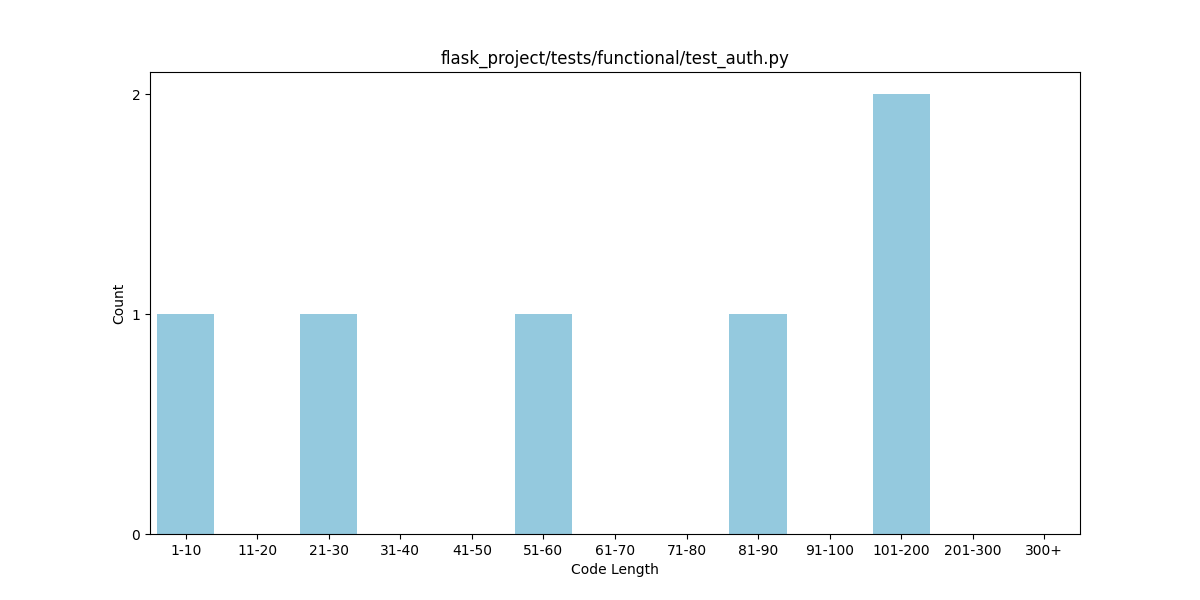 flask_project/tests/functional/test_auth.py
2
1
0
Count
1-10 11-20 21-30 31-40 41-50 51-60 61-70 71-80 81-90 91-100 101-200 201-300 300+
Code Length